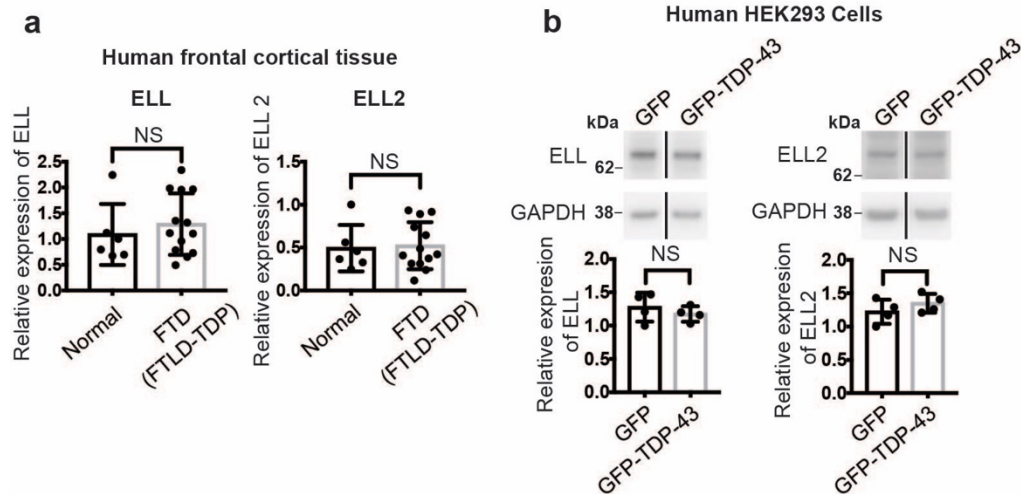 a
Human frontal cortical tissue
ELL
Relative expression of ELL
NS
2.5
2.0
1.5
1.0
0.5
0.0
Normal
FTD
(FTLD-TDP)
ELL2
Relative expression of ELL 2
NS
1.5
1.0
0.5
0.0
Normal
FTD
(FTLD-TDP)
b
Human HEK293 Cells
GFP
GFP-TDP-43
kDa
ELL
62
GAPDH 38
Relative expression
of ELL
NS
2.0
1.5
1.0
0.5
0.0
GFP
GFP-TDP-43
GFP
GFP-TDP-43
kDa
ELL2
62
GAPDH 38
Relative expression
of ELL2
NS
2.0
1.5
1.0
0.5
0.0
GFP
GFP-TDP-43